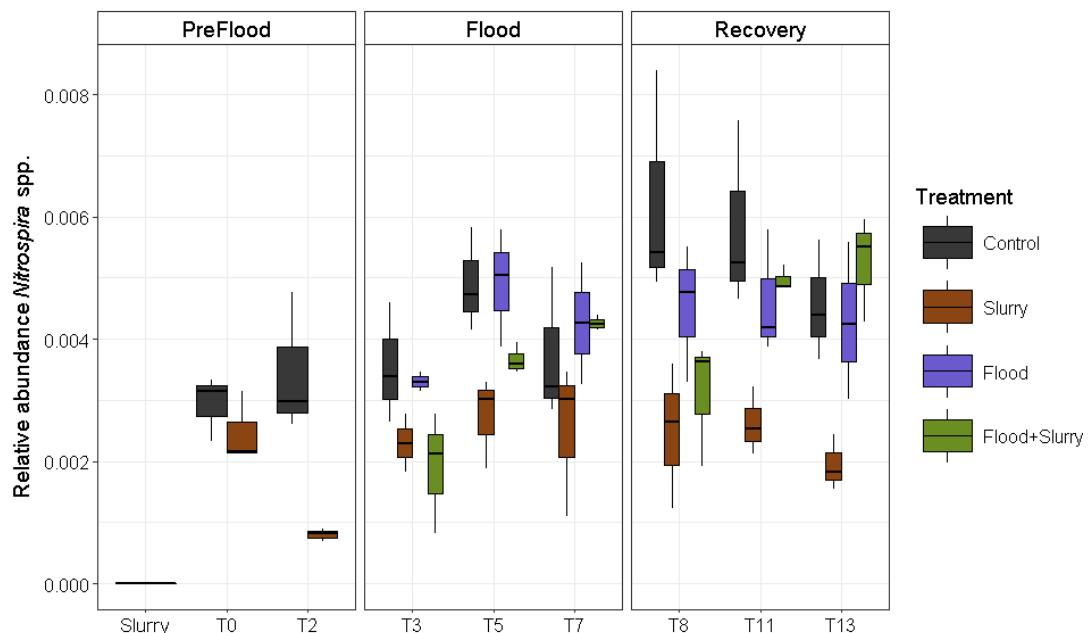 PreFlood
Flood
Recovery
Relative abundance Nitrospira spp.
0.008
0.006
0.004
0.002
0.000
Slurry
T0
T2
T3
T5
T7
T8
T11
T13
Treatment
Control
Slurry
Flood
Flood+Slurry